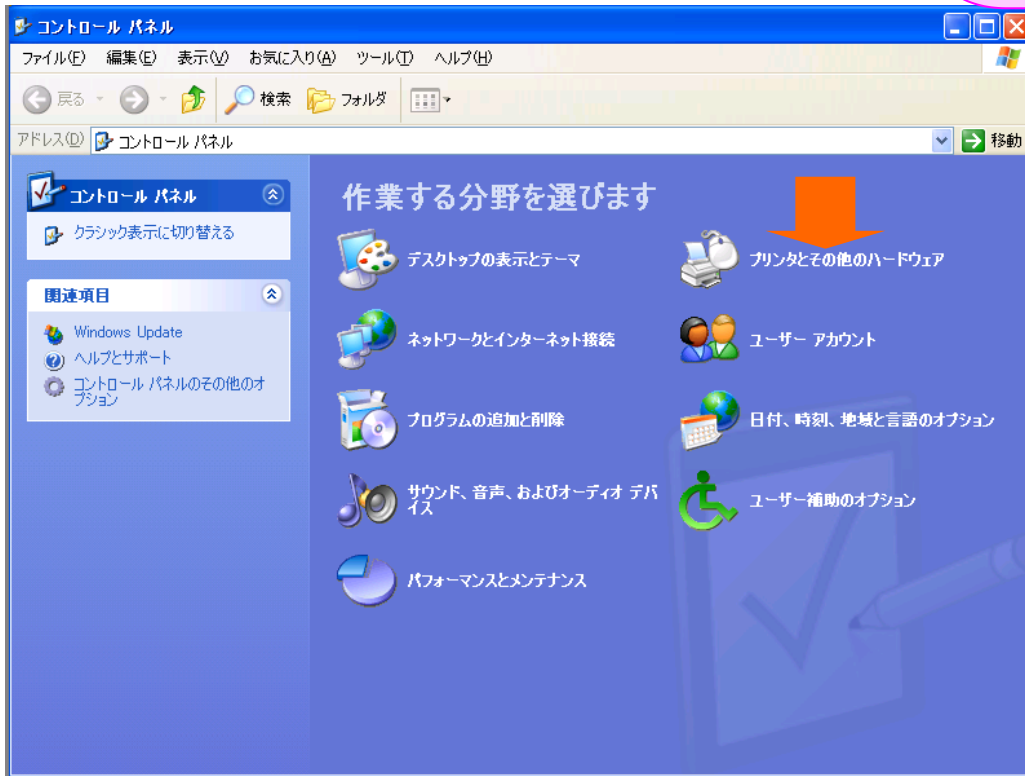 コントロール パネル
ファイル(F) 編集(E) 表示(V) お気に入り(A) ツール(T) ヘルプ(H)
戻る 検索 フォルダ
アドレス(D) コントロール パネル 移動
コントロール パネル
クラシック表示に切り替える
関連項目
Windows Update
ヘルプとサポート
コントロール パネルのその他のオ
プション
作業する分野を選びます
デスクトップの表示とテーマ
プリンタとその他のハードウェア
ネットワークとインターネット接続
ユーザー アカウント
プログラムの追加と削除
日付、時刻、地域と言語のオプション
サウンド、音声、およびオーディオ デバ
イス
ユーザー補助のオプション
パフォーマンスとメンテナンス